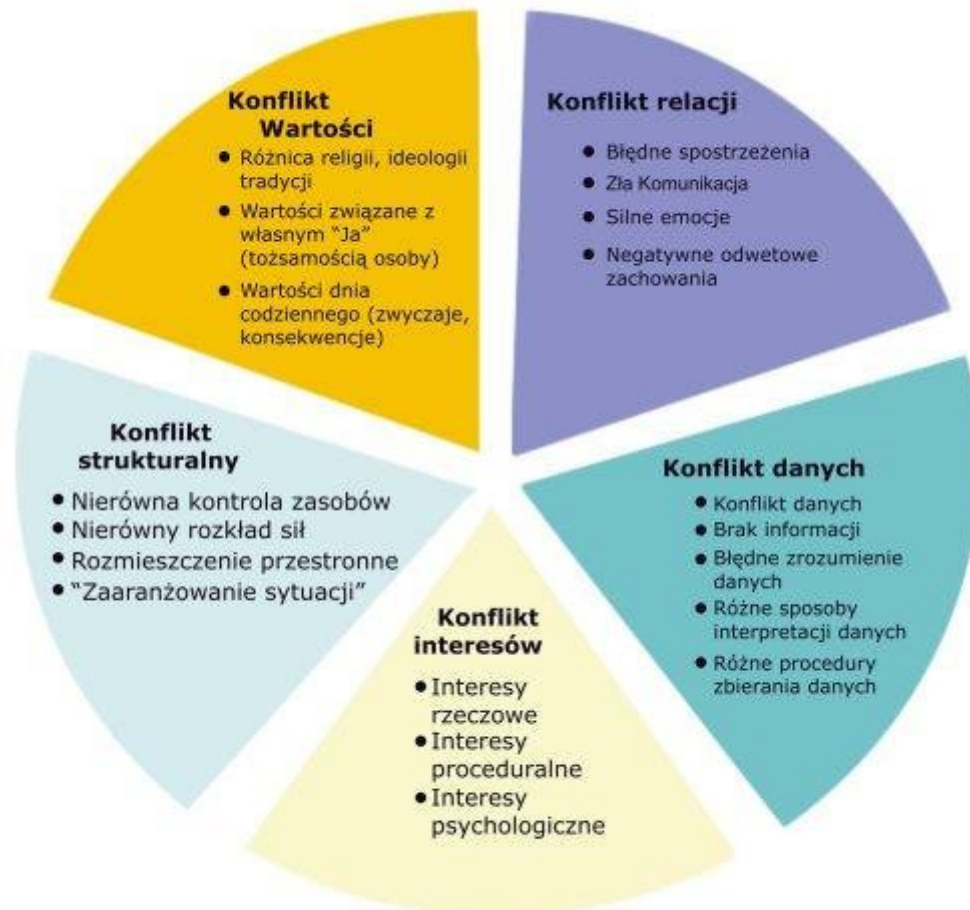 Konflikt
Wartości
● Różnica religii, ideologii
tradycji
● Wartości związane z
własnym “Ja”
(tożsamością osoby)
● Wartości dnia
codziennego (zwyczaje,
konsekwencje)
Konflikt relacji
● Błędne spostrzeżenia
● Zła Komunikacja
● Silne emocje
● Negatywne odwetowe
zachowania
Konflikt danych
● Konflikt danych
● Brak informacji
● Błędne zrozumienie
danych
● Różne sposoby
interpretacji danych
● Różne procedury
zbierania danych
Konflikt
interesów
● Interesy
rzeczowe
● Interesy
proceduralne
● Interesy
psychologiczne
Konflikt
strukturalny
● Nierówna kontrola zasobów
● Nierówny rozkład sił
● Rozmieszczenie przestronne
● “Zaaranżowanie sytuacji”